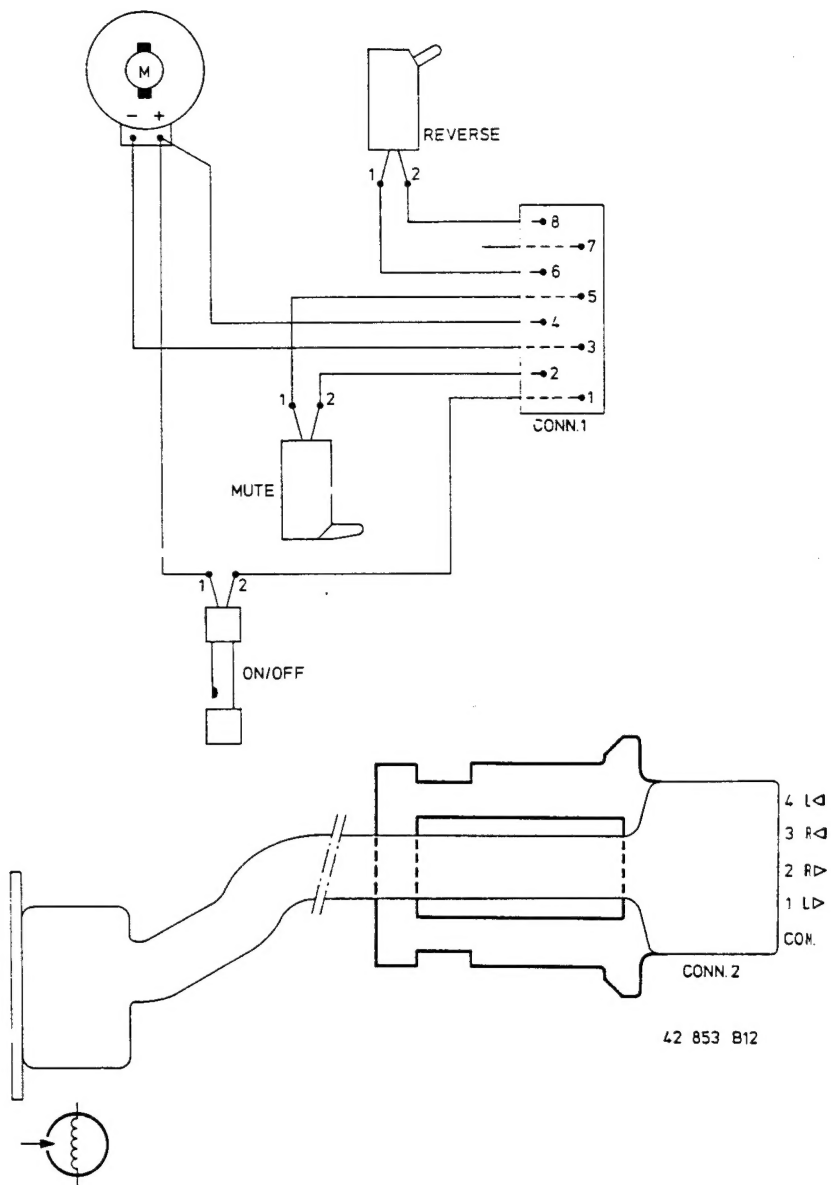 M
- +
REVERSE
1 2
8
7
6
5
4
3
2
1
CONN.1
1 2
MUTE
1 2
ON/OFF
4 L◁
3 R◁
2 R▷
1 L▷
COM.
CONN. 2
42 853 B12